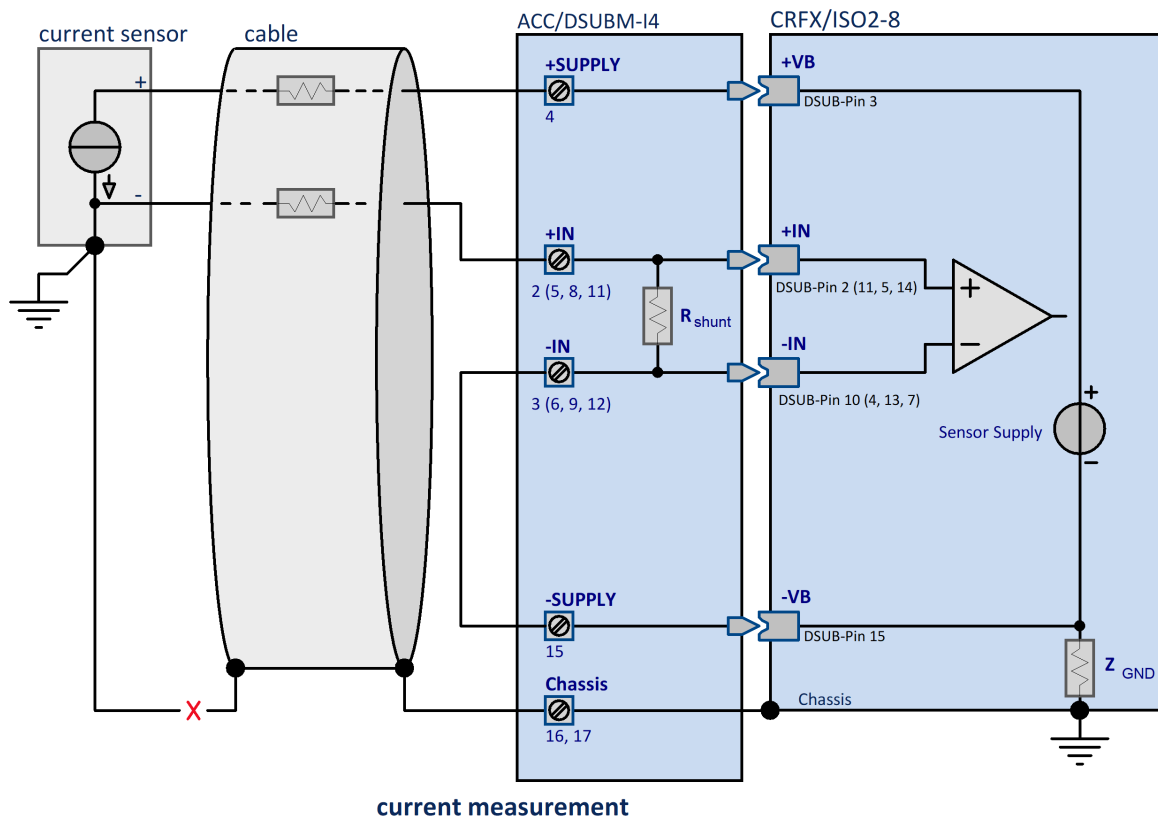 current sensor
cable
ACC/DSUBM-I4
CRFX/ISO2-8
+
+SUPPLY
4
+VB
DSUB-Pin 3
-
+IN
2 (5, 8, 11)
+IN
DSUB-Pin 2 (11, 5, 14)
+
R shunt
-IN
3 (6, 9, 12)
-IN
DSUB-Pin 10 (4, 13, 7)
−
+
Sensor Supply
−
-SUPPLY
15
-VB
DSUB-Pin 15
Z GND
Chassis
16, 17
Chassis
X
current measurement